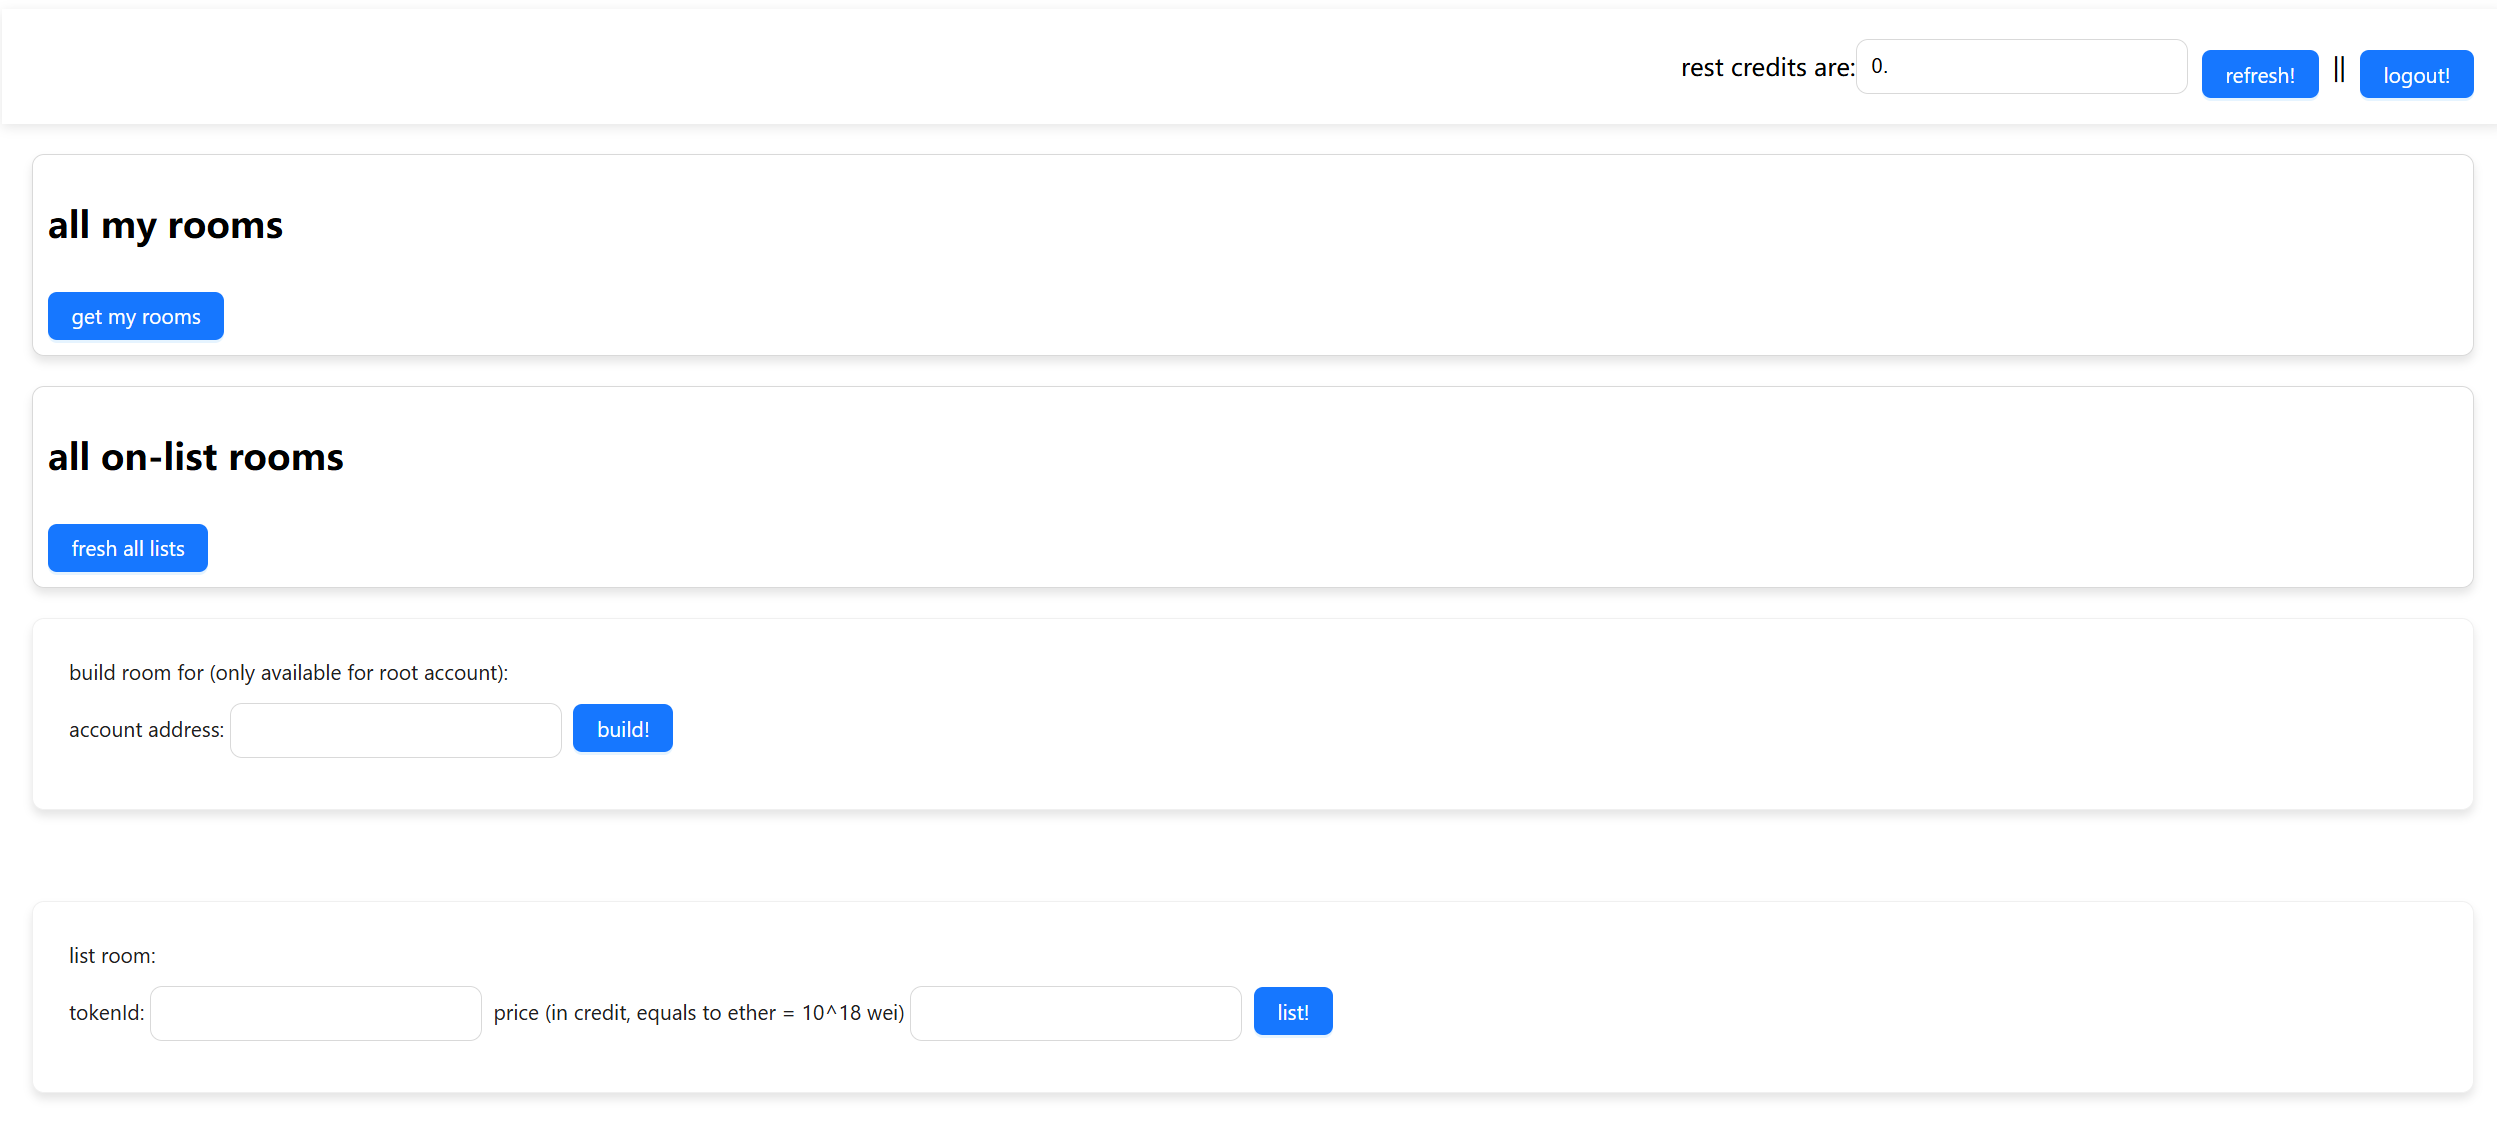 rest credits are: 0. refresh! || logout!
all my rooms
get my rooms
all on-list rooms
fresh all lists
build room for (only available for root account):
account address: build!
list room:
tokenId: price (in credit, equals to ether = 10^18 wei) list!